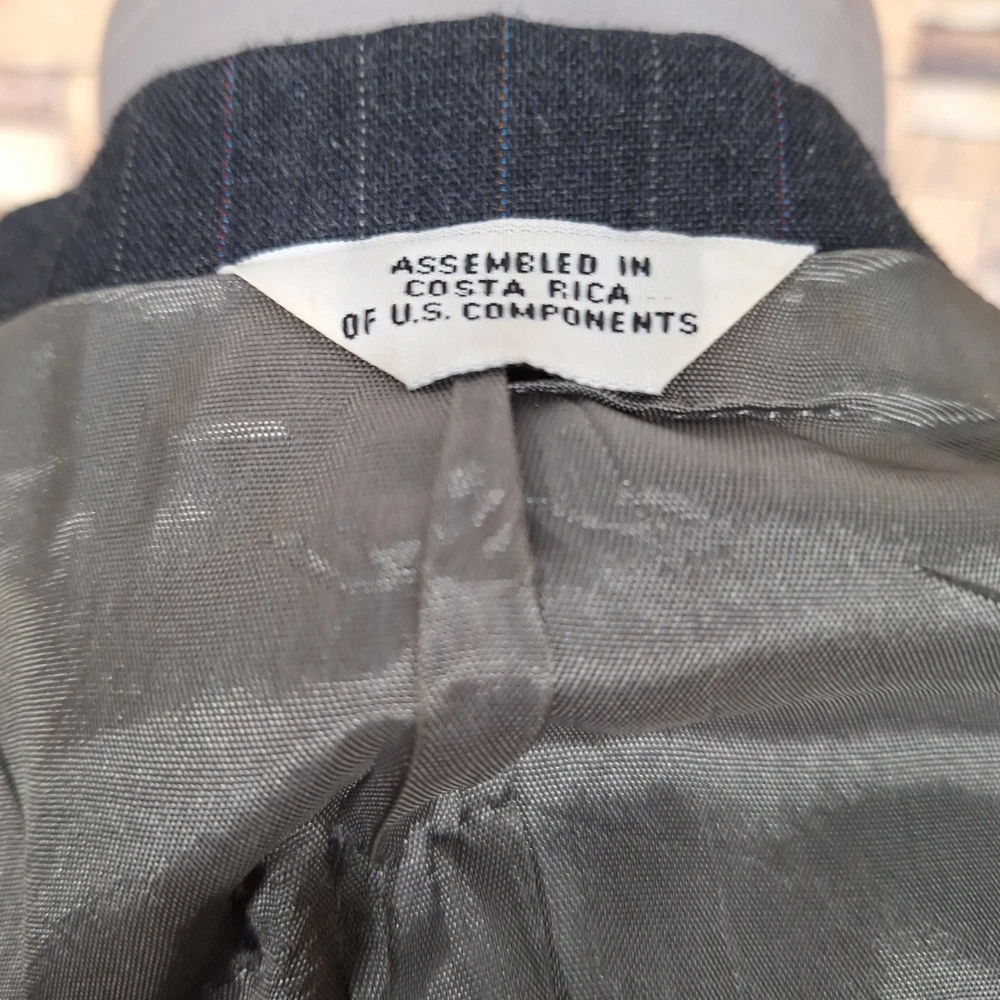 ASSEMBLED IN
COSTA RICA
OF U.S. COMPONENTS